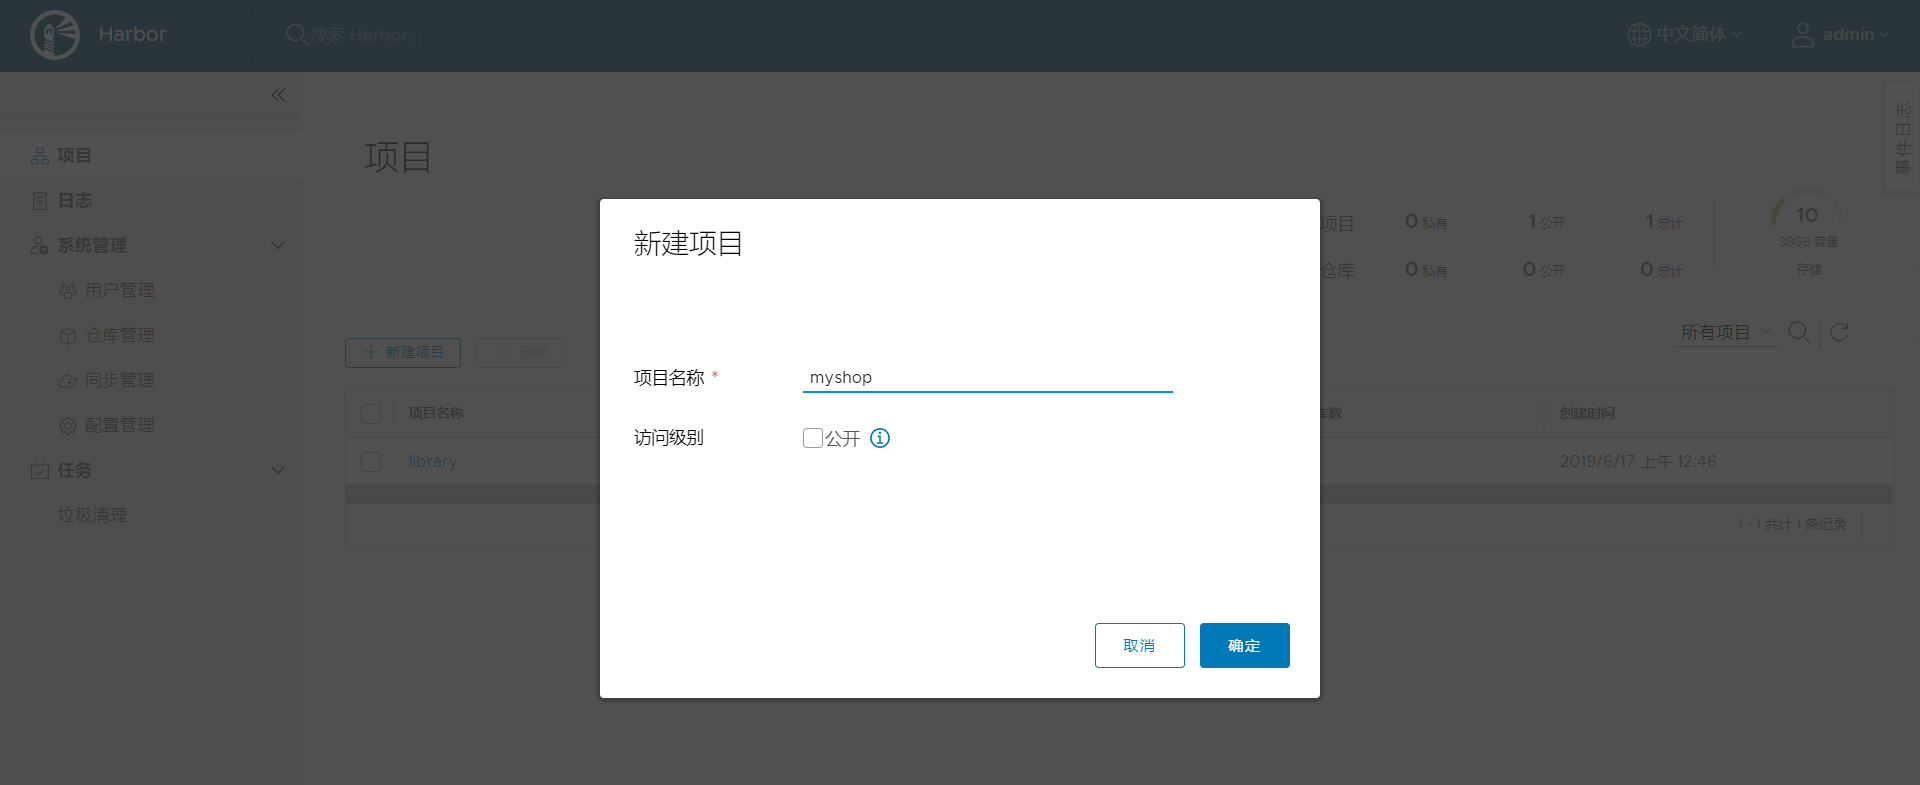 Harbor
搜索 Harbor...
中文简体
admin
项目
日志
系统管理
用户管理
仓库管理
同步管理
配置管理
任务
垃圾清理
项目
事件日志
项目 0 私有 1 公开 1 总计
仓库 0 私有 0 公开 0 总计
10
38GB 容量
存储
新建项目 删除
所有项目
项目名称 库数 创建时间
library 2019/6/17 上午 12:46
1 - 1 共计 1 条记录
新建项目
项目名称 *
myshop
访问级别
公开
取消
确定